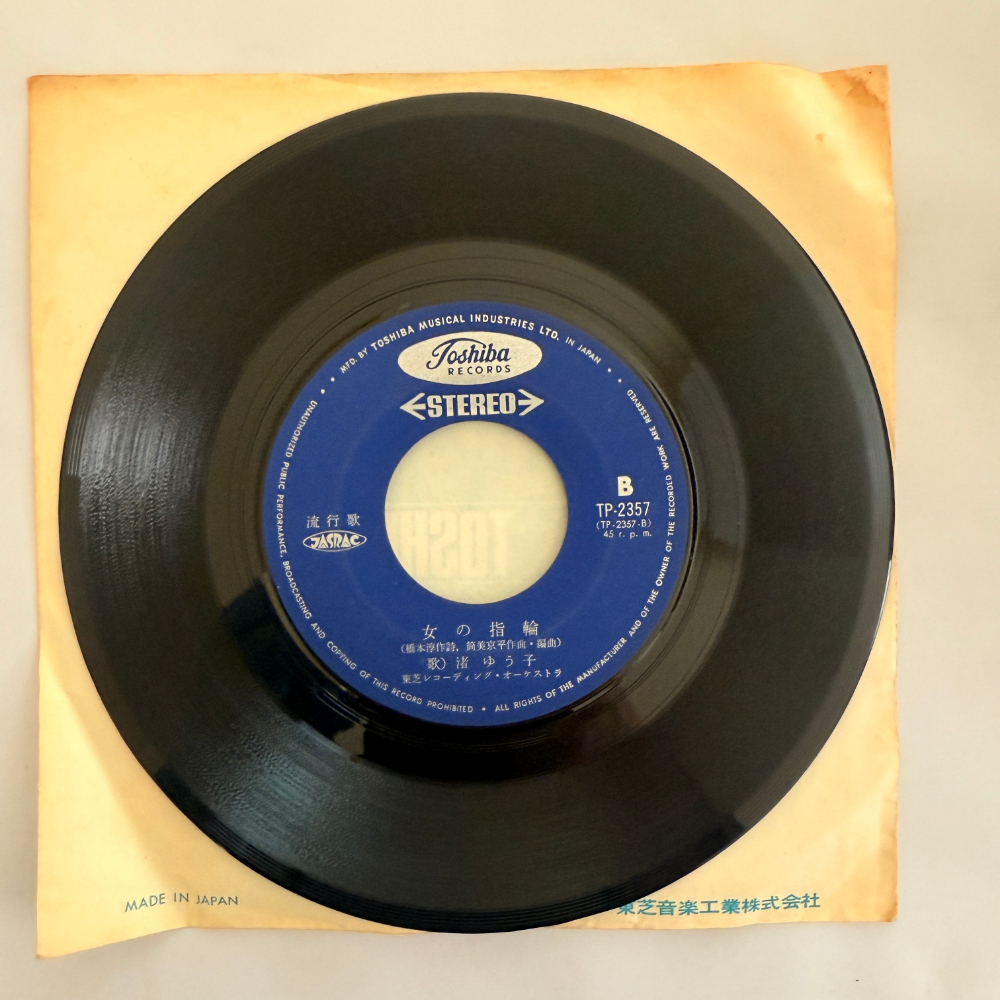 MFD. BY TOSHIBA MUSICAL INDUSTRIES LTD. IN JAPAN
Toshiba
RECORDS
STEREO
B
TP-2357
(TP-2357-B)
45 r. p. m.
流行歌
JASRAC
TOSH
女の指輪
(橋本淳作詩, 筒美京平作曲・編曲)
歌) 渚 ゆう子
東芝レコーディング・オーケストラ
UNAUTHORIZED PUBLIC PERFORMANCE, BROADCASTING AND COPYING OF THIS RECORD PROHIBITED • ALL RIGHTS OF THE MANUFACTURER AND OF THE OWNER OF THE RECORDED WORK ARE RESERVED
MADE IN JAPAN
東芝音楽工業株式会社